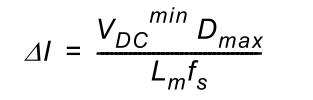 ΔI = V_DC^min D_max / L_m f_s